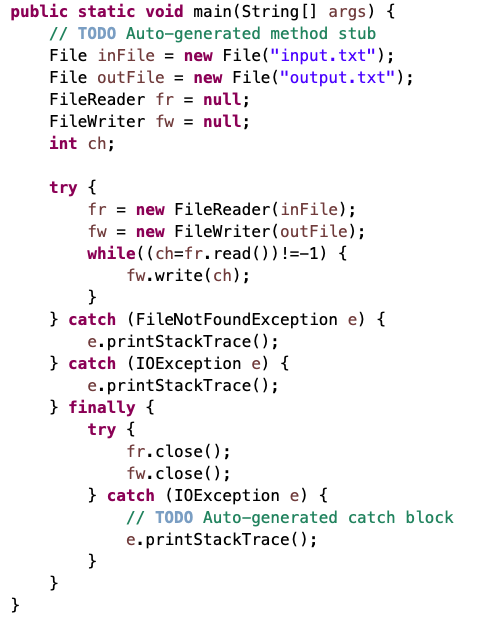 public static void main(String[] args) {
    // TODO Auto-generated method stub
    File inFile = new File("input.txt");
    File outFile = new File("output.txt");
    FileReader fr = null;
    FileWriter fw = null;
    int ch;

    try {
        fr = new FileReader(inFile);
        fw = new FileWriter(outFile);
        while((ch=fr.read())!=-1) {
            fw.write(ch);
        }
    } catch (FileNotFoundException e) {
        e.printStackTrace();
    } catch (IOException e) {
        e.printStackTrace();
    } finally {
        try {
            fr.close();
            fw.close();
        } catch (IOException e) {
            // TODO Auto-generated catch block
            e.printStackTrace();
        }
    }
}